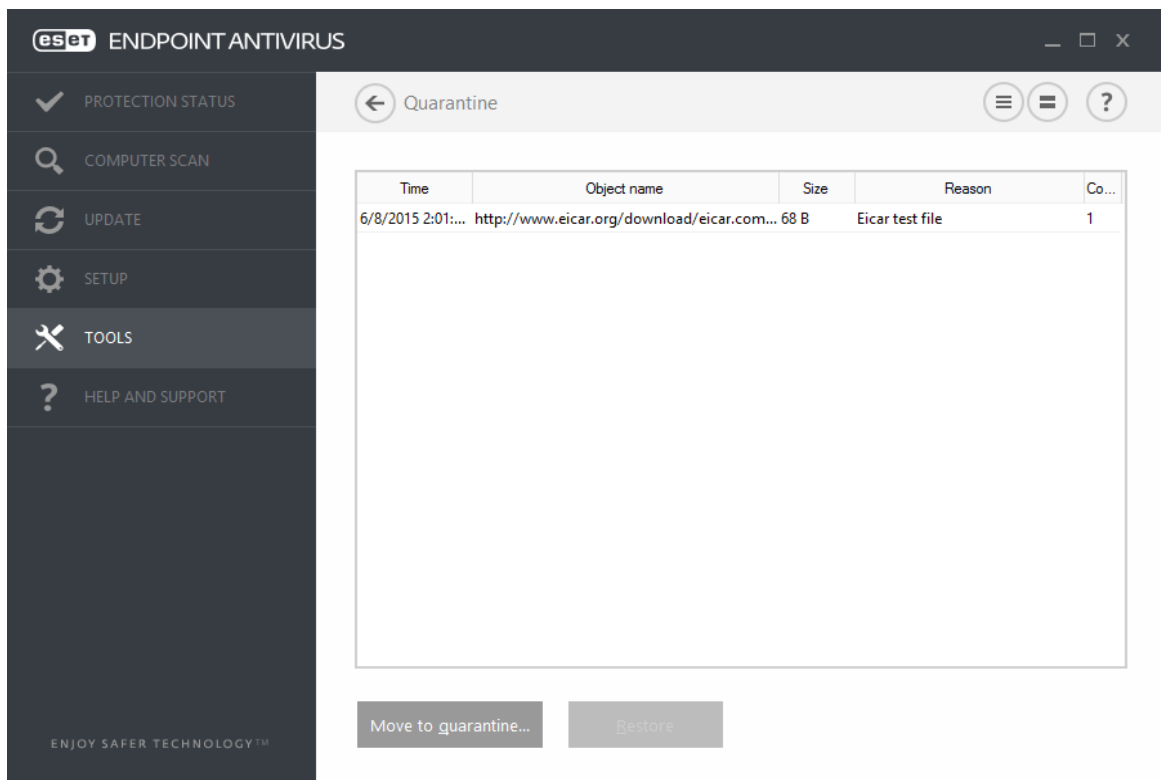 eset ENDPOINT ANTIVIRUS
PROTECTION STATUS
COMPUTER SCAN
UPDATE
SETUP
TOOLS
HELP AND SUPPORT
ENJOY SAFER TECHNOLOGY™
Quarantine
?
Time Object name Size Reason Co...
6/8/2015 2:01:... http://www.eicar.org/download/eicar.com... 68 B Eicar test file 1
Move to quarantine... Restore